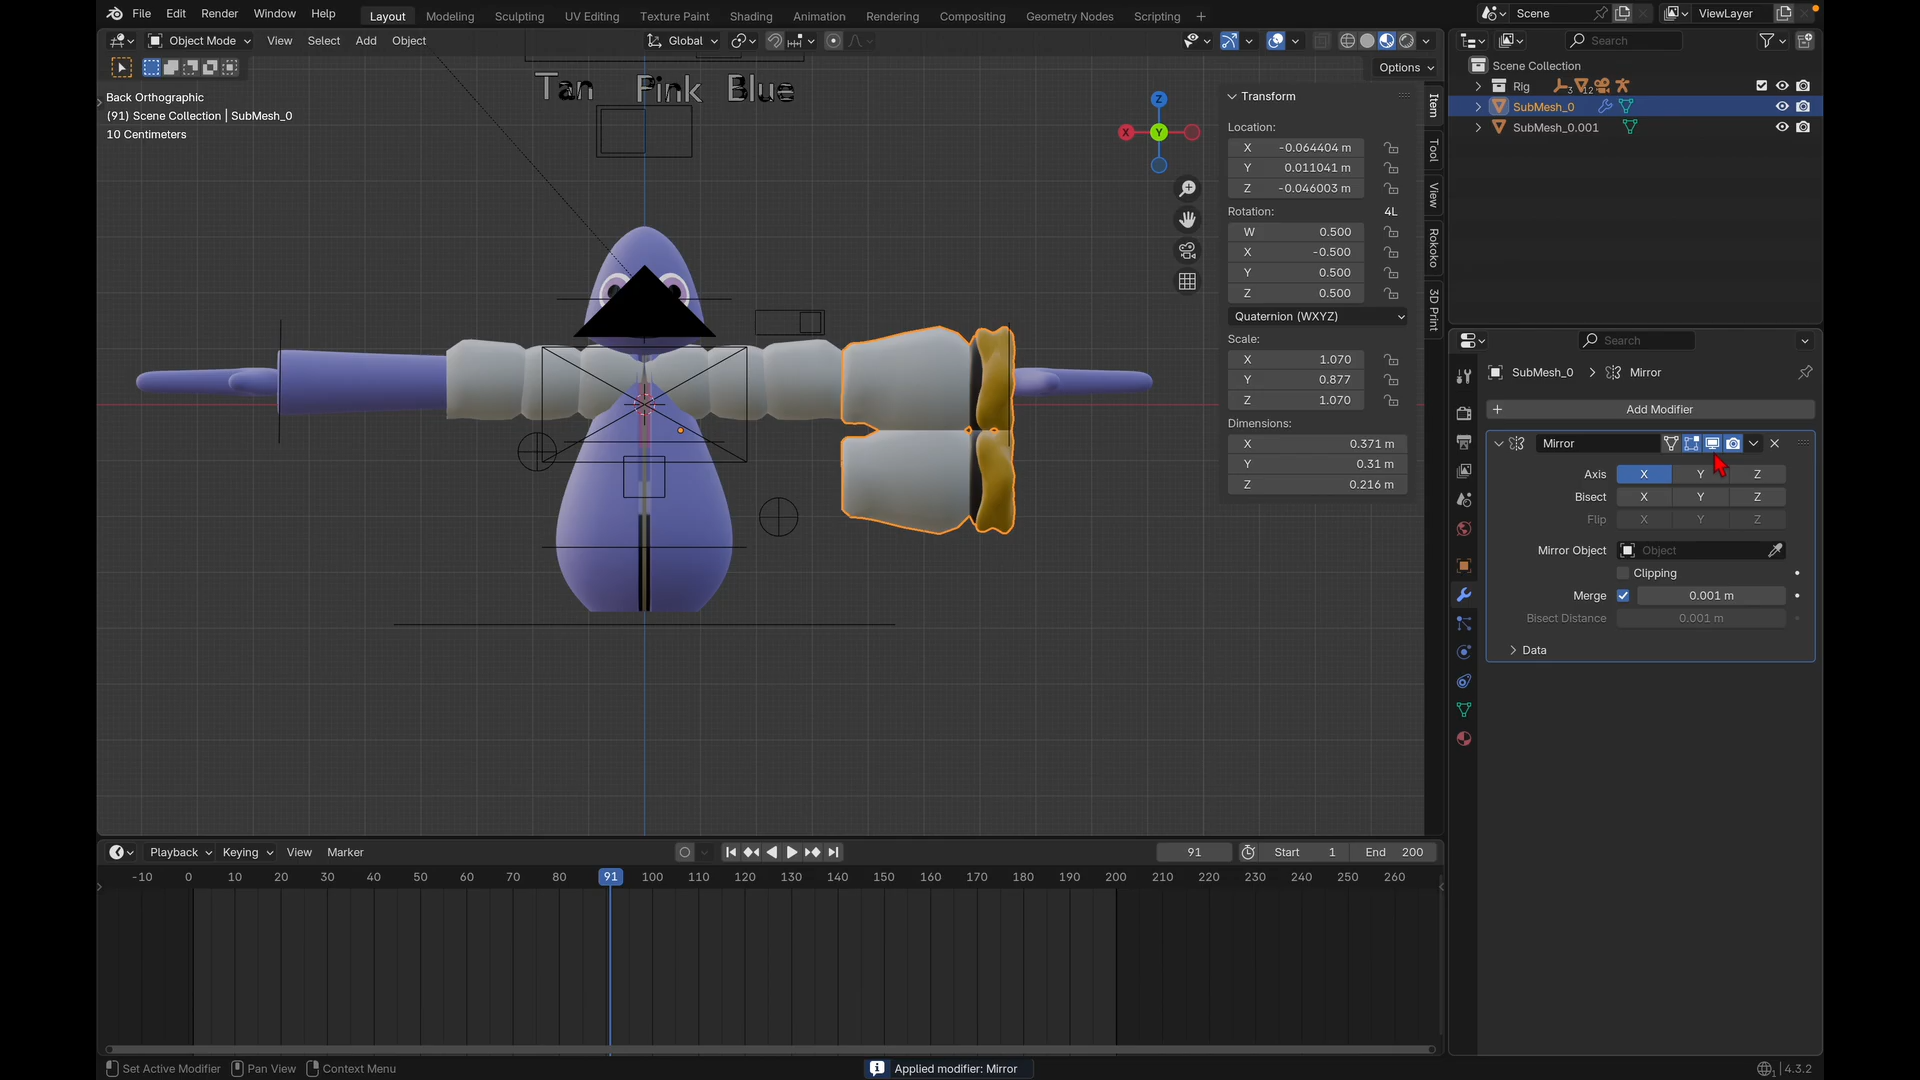 File Edit Render Window Help Layout Modeling Sculpting UV Editing Texture Paint Shading Animation Rendering Compositing Geometry Nodes Scripting + Scene ViewLayer
Object Mode View Select Add Object Global Search
Options
Back Orthographic
(91) Scene Collection | SubMesh_0
10 Centimeters
Tan Pink Blue
Z
X
Y
Transform
Location:
X -0.064404 m
Y 0.011041 m
Z -0.046003 m
Rotation: 4L
W 0.500
X -0.500
Y 0.500
Z 0.500
Quaternion (WXYZ)
Scale:
X 1.070
Y 0.877
Z 1.070
Dimensions:
X 0.371 m
Y 0.31 m
Z 0.216 m
Item
Tool
View
Rokoko
3D Print
Scene Collection
Rig 3 12
SubMesh_0
SubMesh_0.001
Search
SubMesh_0 > Mirror
+ Add Modifier
Mirror
Axis X Y Z
Bisect X Y Z
Flip X Y Z
Mirror Object Object
Clipping
Merge 0.001 m
Bisect Distance 0.001 m
Data
Playback Keying View Marker 91 Start 1 End 200
-10 0 10 20 30 40 50 60 70 80 91 100 110 120 130 140 150 160 170 180 190 200 210 220 230 240 250 260
Set Active Modifier Pan View Context Menu Applied modifier: Mirror 4.3.2